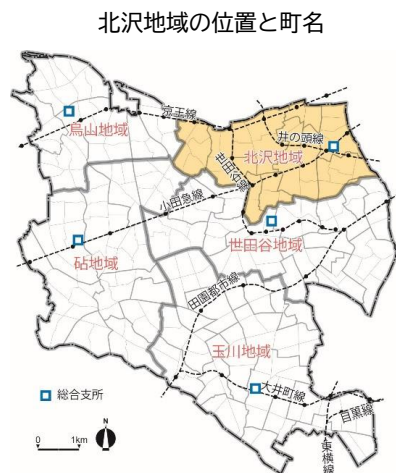 北沢地域の位置と町名
烏山地域
京王線
井の頭線
北沢地域
世田谷線
小田急線
世田谷地域
砧地域
田園都市線
玉川地域
総合支所
大井町線
目黒線
東横線
N
0 1km